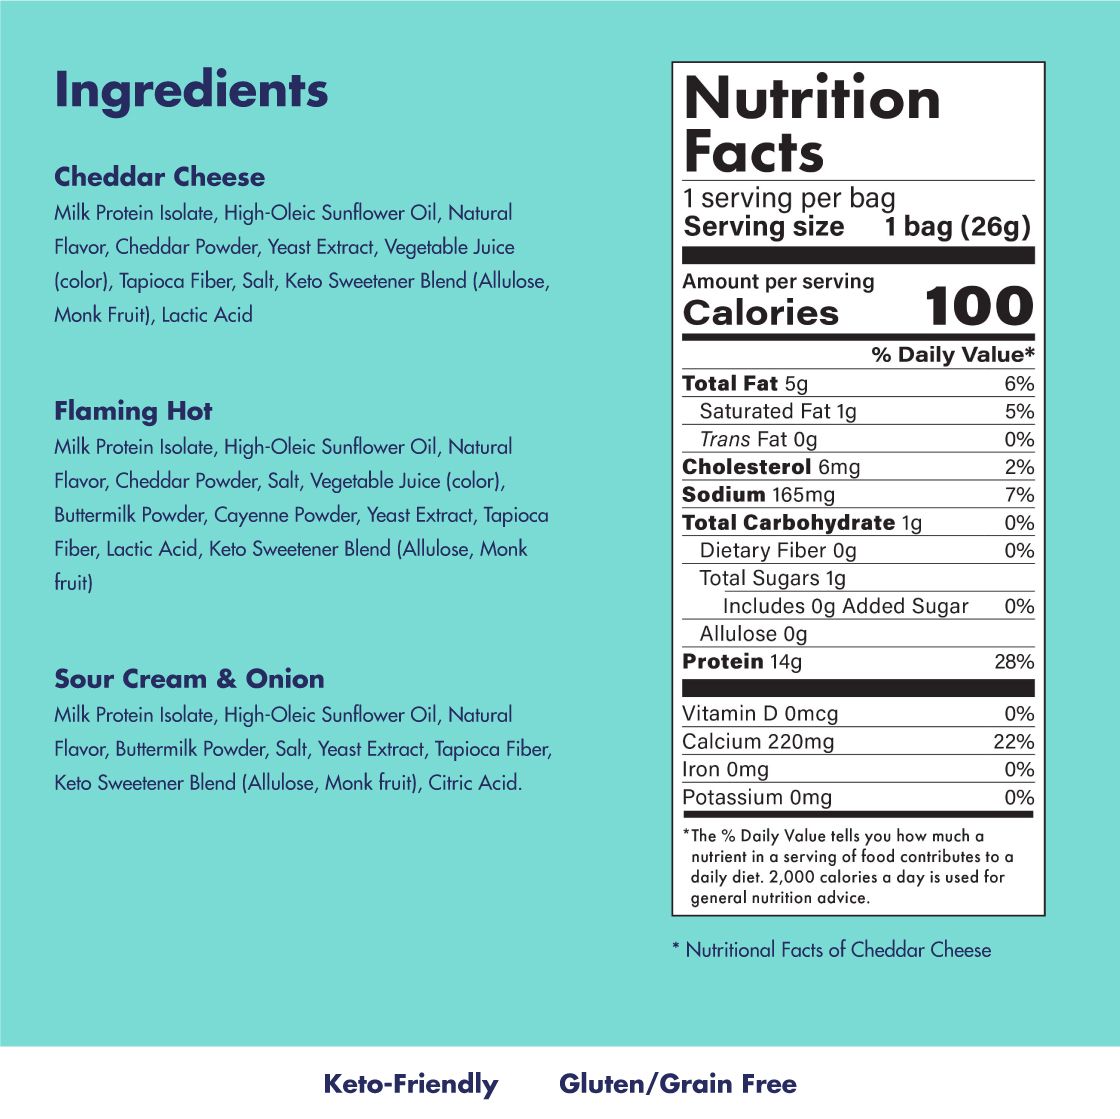 Ingredients
Cheddar Cheese
Milk Protein Isolate, High-Oleic Sunflower Oil, Natural
Flavor, Cheddar Powder, Yeast Extract, Vegetable Juice
(color), Tapioca Fiber, Salt, Keto Sweetener Blend (Allulose,
Monk Fruit), Lactic Acid
Flaming Hot
Milk Protein Isolate, High-Oleic Sunflower Oil, Natural
Flavor, Cheddar Powder, Salt, Vegetable Juice (color),
Buttermilk Powder, Cayenne Powder, Yeast Extract, Tapioca
Fiber, Lactic Acid, Keto Sweetener Blend (Allulose, Monk
fruit)
Sour Cream & Onion
Milk Protein Isolate, High-Oleic Sunflower Oil, Natural
Flavor, Buttermilk Powder, Salt, Yeast Extract, Tapioca Fiber,
Keto Sweetener Blend (Allulose, Monk fruit), Citric Acid.
Nutrition
Facts
1 serving per bag
Serving size 1 bag (26g)
Amount per serving
Calories 100
% Daily Value*
Total Fat 5g 6%
Saturated Fat 1g 5%
Trans Fat 0g 0%
Cholesterol 6mg 2%
Sodium 165mg 7%
Total Carbohydrate 1g 0%
Dietary Fiber 0g 0%
Total Sugars 1g
Includes 0g Added Sugar 0%
Allulose 0g
Protein 14g 28%
Vitamin D 0mcg 0%
Calcium 220mg 22%
Iron 0mg 0%
Potassium 0mg 0%
*The % Daily Value tells you how much a
nutrient in a serving of food contributes to a
daily diet. 2,000 calories a day is used for
general nutrition advice.
* Nutritional Facts of Cheddar Cheese
Keto-Friendly Gluten/Grain Free